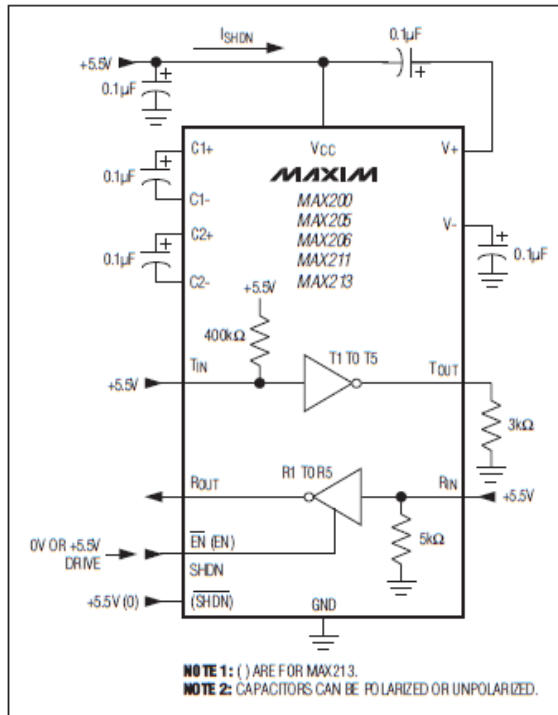 ISHDN
0.1µF
+5.5V
0.1µF
C1+
VCC
V+
0.1µF
MAXIM
C1-
MAX200
C2+
MAX205
V-
MAX206
0.1µF
MAX211
0.1µF
C2-
MAX213
+5.5V
400kΩ
TIN
T1 TO T5
TOUT
+5.5V
3kΩ
R1 TO R5
ROUT
RIN
+5.5V
5kΩ
0V OR +5.5V
DRIVE
EN (EN)
SHDN
+5.5V (0)
(SHDN)
GND
NOTE 1: ( ) ARE FOR MAX213.
NOTE 2: CAPACITORS CAN BE POLARIZED OR UNPOLARIZED.